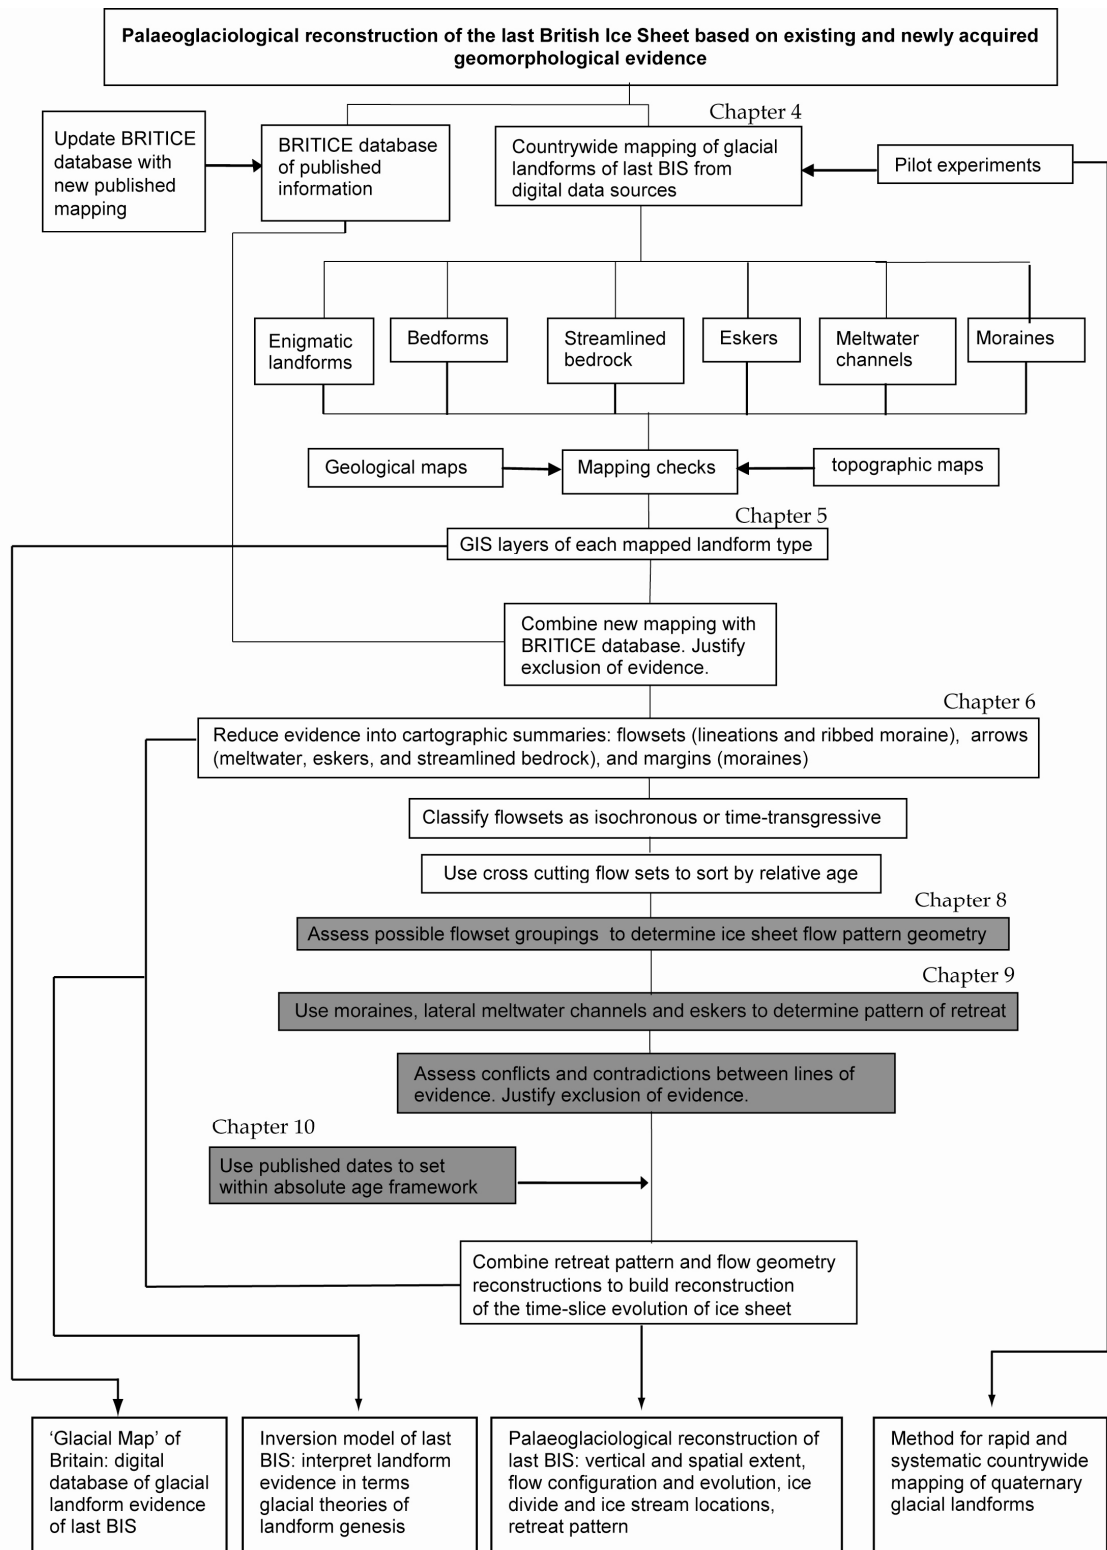 Palaeoglaciological reconstruction of the last British Ice Sheet based on existing and newly acquired
geomorphological evidence
Chapter 4
Update BRITICE
database with
new published
mapping
BRITICE database
of published
information
Countrywide mapping of glacial
landforms of last BIS from
digital data sources
Pilot experiments
Enigmatic
landforms
Bedforms
Streamlined
bedrock
Eskers
Meltwater
channels
Moraines
Geological maps
Mapping checks
topographic maps
Chapter 5
GIS layers of each mapped landform type
Combine new mapping with
BRITICE database. Justify
exclusion of evidence.
Chapter 6
Reduce evidence into cartographic summaries: flowsets (lineations and ribbed moraine), arrows
(meltwater, eskers, and streamlined bedrock), and margins (moraines)
Classify flowsets as isochronous or time-transgressive
Use cross cutting flow sets to sort by relative age
Chapter 8
Assess possible flowset groupings to determine ice sheet flow pattern geometry
Chapter 9
Use moraines, lateral meltwater channels and eskers to determine pattern of retreat
Assess conflicts and contradictions between lines of
evidence. Justify exclusion of evidence.
Chapter 10
Use published dates to set
within absolute age framework
Combine retreat pattern and flow geometry
reconstructions to build reconstruction
of the time-slice evolution of ice sheet
‘Glacial Map’ of
Britain: digital
database of glacial
landform evidence
of last BIS
Inversion model of last
BIS: interpret landform
evidence in terms
glacial theories of
landform genesis
Palaeoglaciological reconstruction of
last BIS: vertical and spatial extent,
flow configuration and evolution, ice
divide and ice stream locations,
retreat pattern
Method for rapid and
systematic countrywide
mapping of quaternary
glacial landforms